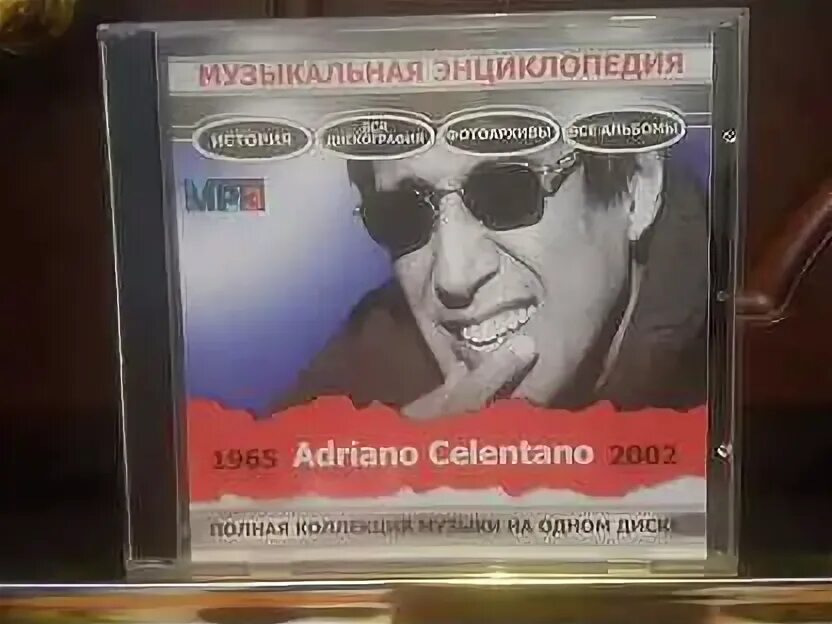 МУЗЫКАЛЬНАЯ ЭНЦИКЛОПЕДИЯ
ИСТОРИЯ
ВСЯ
ДИСКОГРАФИЯ
ФОТОАРХИВЫ
ВСЕ АЛЬБОМЫ
MP3
1965 Adriano Celentano 2002
ПОЛНАЯ КОЛЛЕКЦИЯ МУЗЫКИ НА ОДНОМ ДИСКЕ